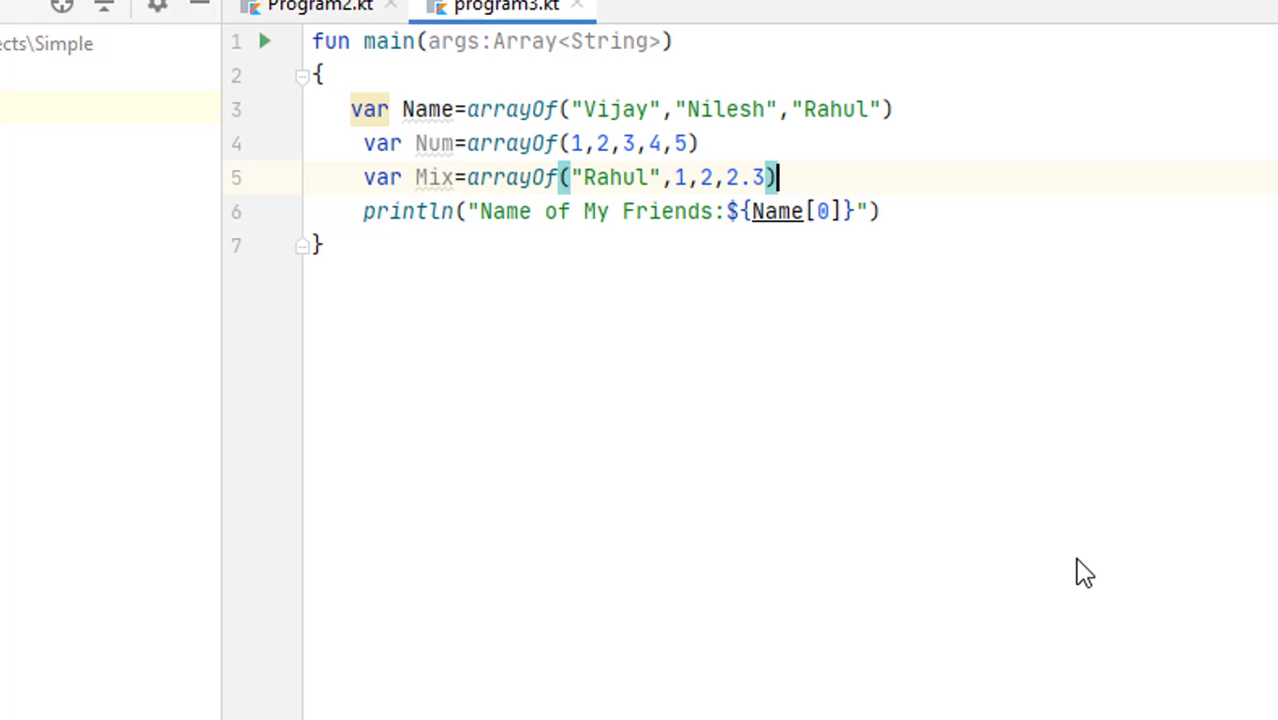 Program2.kt program3.kt
ects\Simple
1 fun main(args:Array<String>)
2 {
3 var Name=arrayOf("Vijay","Nilesh","Rahul")
4 var Num=arrayOf(1,2,3,4,5)
5 var Mix=arrayOf("Rahul",1,2,2.3)
6 println("Name of My Friends:${Name[0]}")
7 }